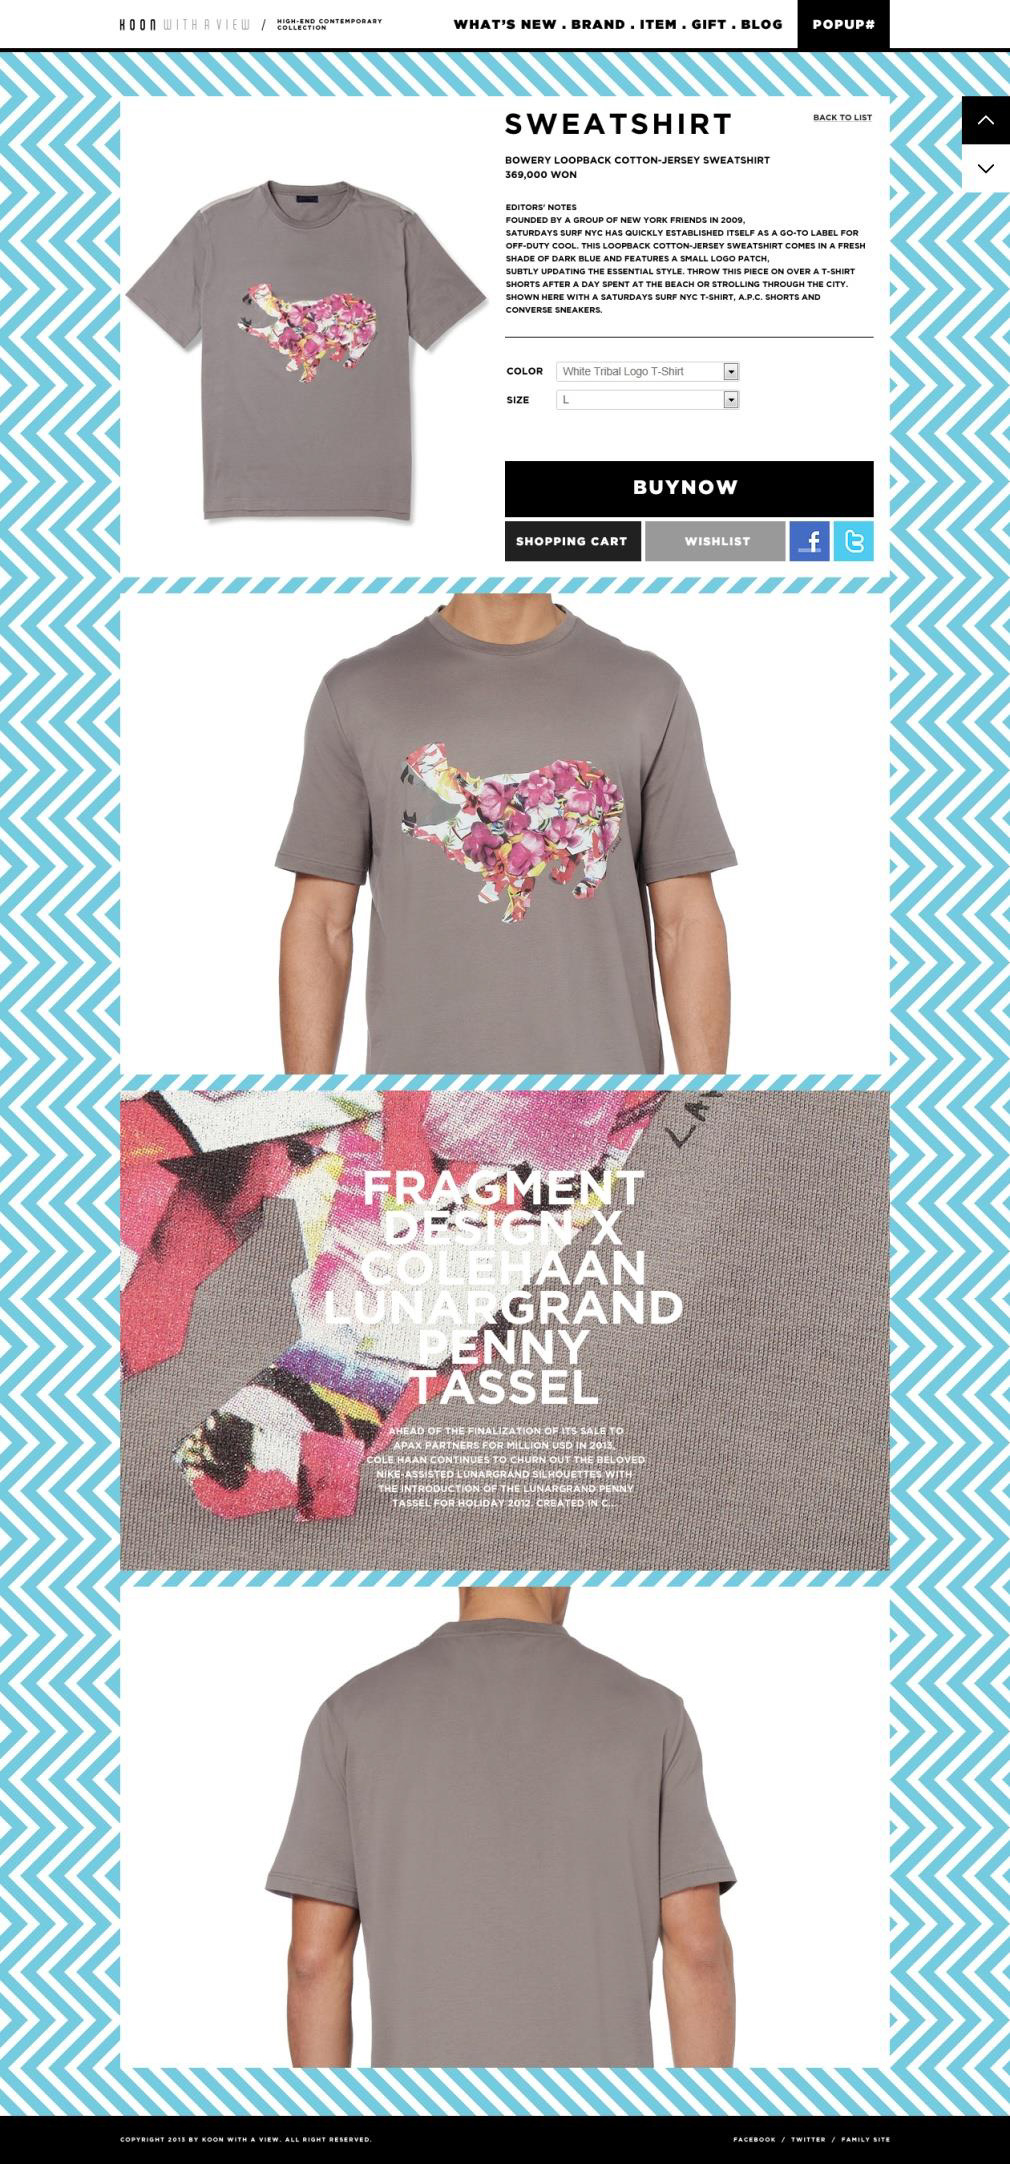 KOON WITH A VIEW / HIGH-END CONTEMPORARY
COLLECTION
WHAT'S NEW . BRAND . ITEM . GIFT . BLOG
POPUP#
SWEATSHIRT
BACK TO LIST
BOWERY LOOPBACK COTTON-JERSEY SWEATSHIRT
369,000 WON
EDITORS' NOTES
FOUNDED BY A GROUP OF NEW YORK FRIENDS IN 2009,
SATURDAYS SURF NYC HAS QUICKLY ESTABLISHED ITSELF AS A GO-TO LABEL FOR
OFF-DUTY COOL. THIS LOOPBACK COTTON-JERSEY SWEATSHIRT COMES IN A FRESH
SHADE OF DARK BLUE AND FEATURES A SMALL LOGO PATCH,
SUBTLY UPDATING THE ESSENTIAL STYLE. THROW THIS PIECE ON OVER A T-SHIRT
SHORTS AFTER A DAY SPENT AT THE BEACH OR STROLLING THROUGH THE CITY.
SHOWN HERE WITH A SATURDAYS SURF NYC T-SHIRT, A.P.C. SHORTS AND
CONVERSE SNEAKERS.
COLOR White Tribal Logo T-Shirt
SIZE L
BUYNOW
SHOPPING CART
WISHLIST
FRAGMENT
DESIGN X
COLEHAAN
LUNARGRAND
PENNY
TASSEL
AHEAD OF THE FINALIZATION OF ITS SALE TO
APAX PARTNERS FOR MILLION USD IN 2013,
COLE HAAN CONTINUES TO CHURN OUT THE BELOVED
NIKE-ASSISTED LUNARGRAND SILHOUETTES WITH
THE INTRODUCTION OF THE LUNARGRAND PENNY
TASSEL FOR HOLIDAY 2012. CREATED IN C...
COPYRIGHT 2013 BY KOON WITH A VIEW. ALL RIGHT RESERVED.
FACEBOOK / TWITTER / FAMILY SITE